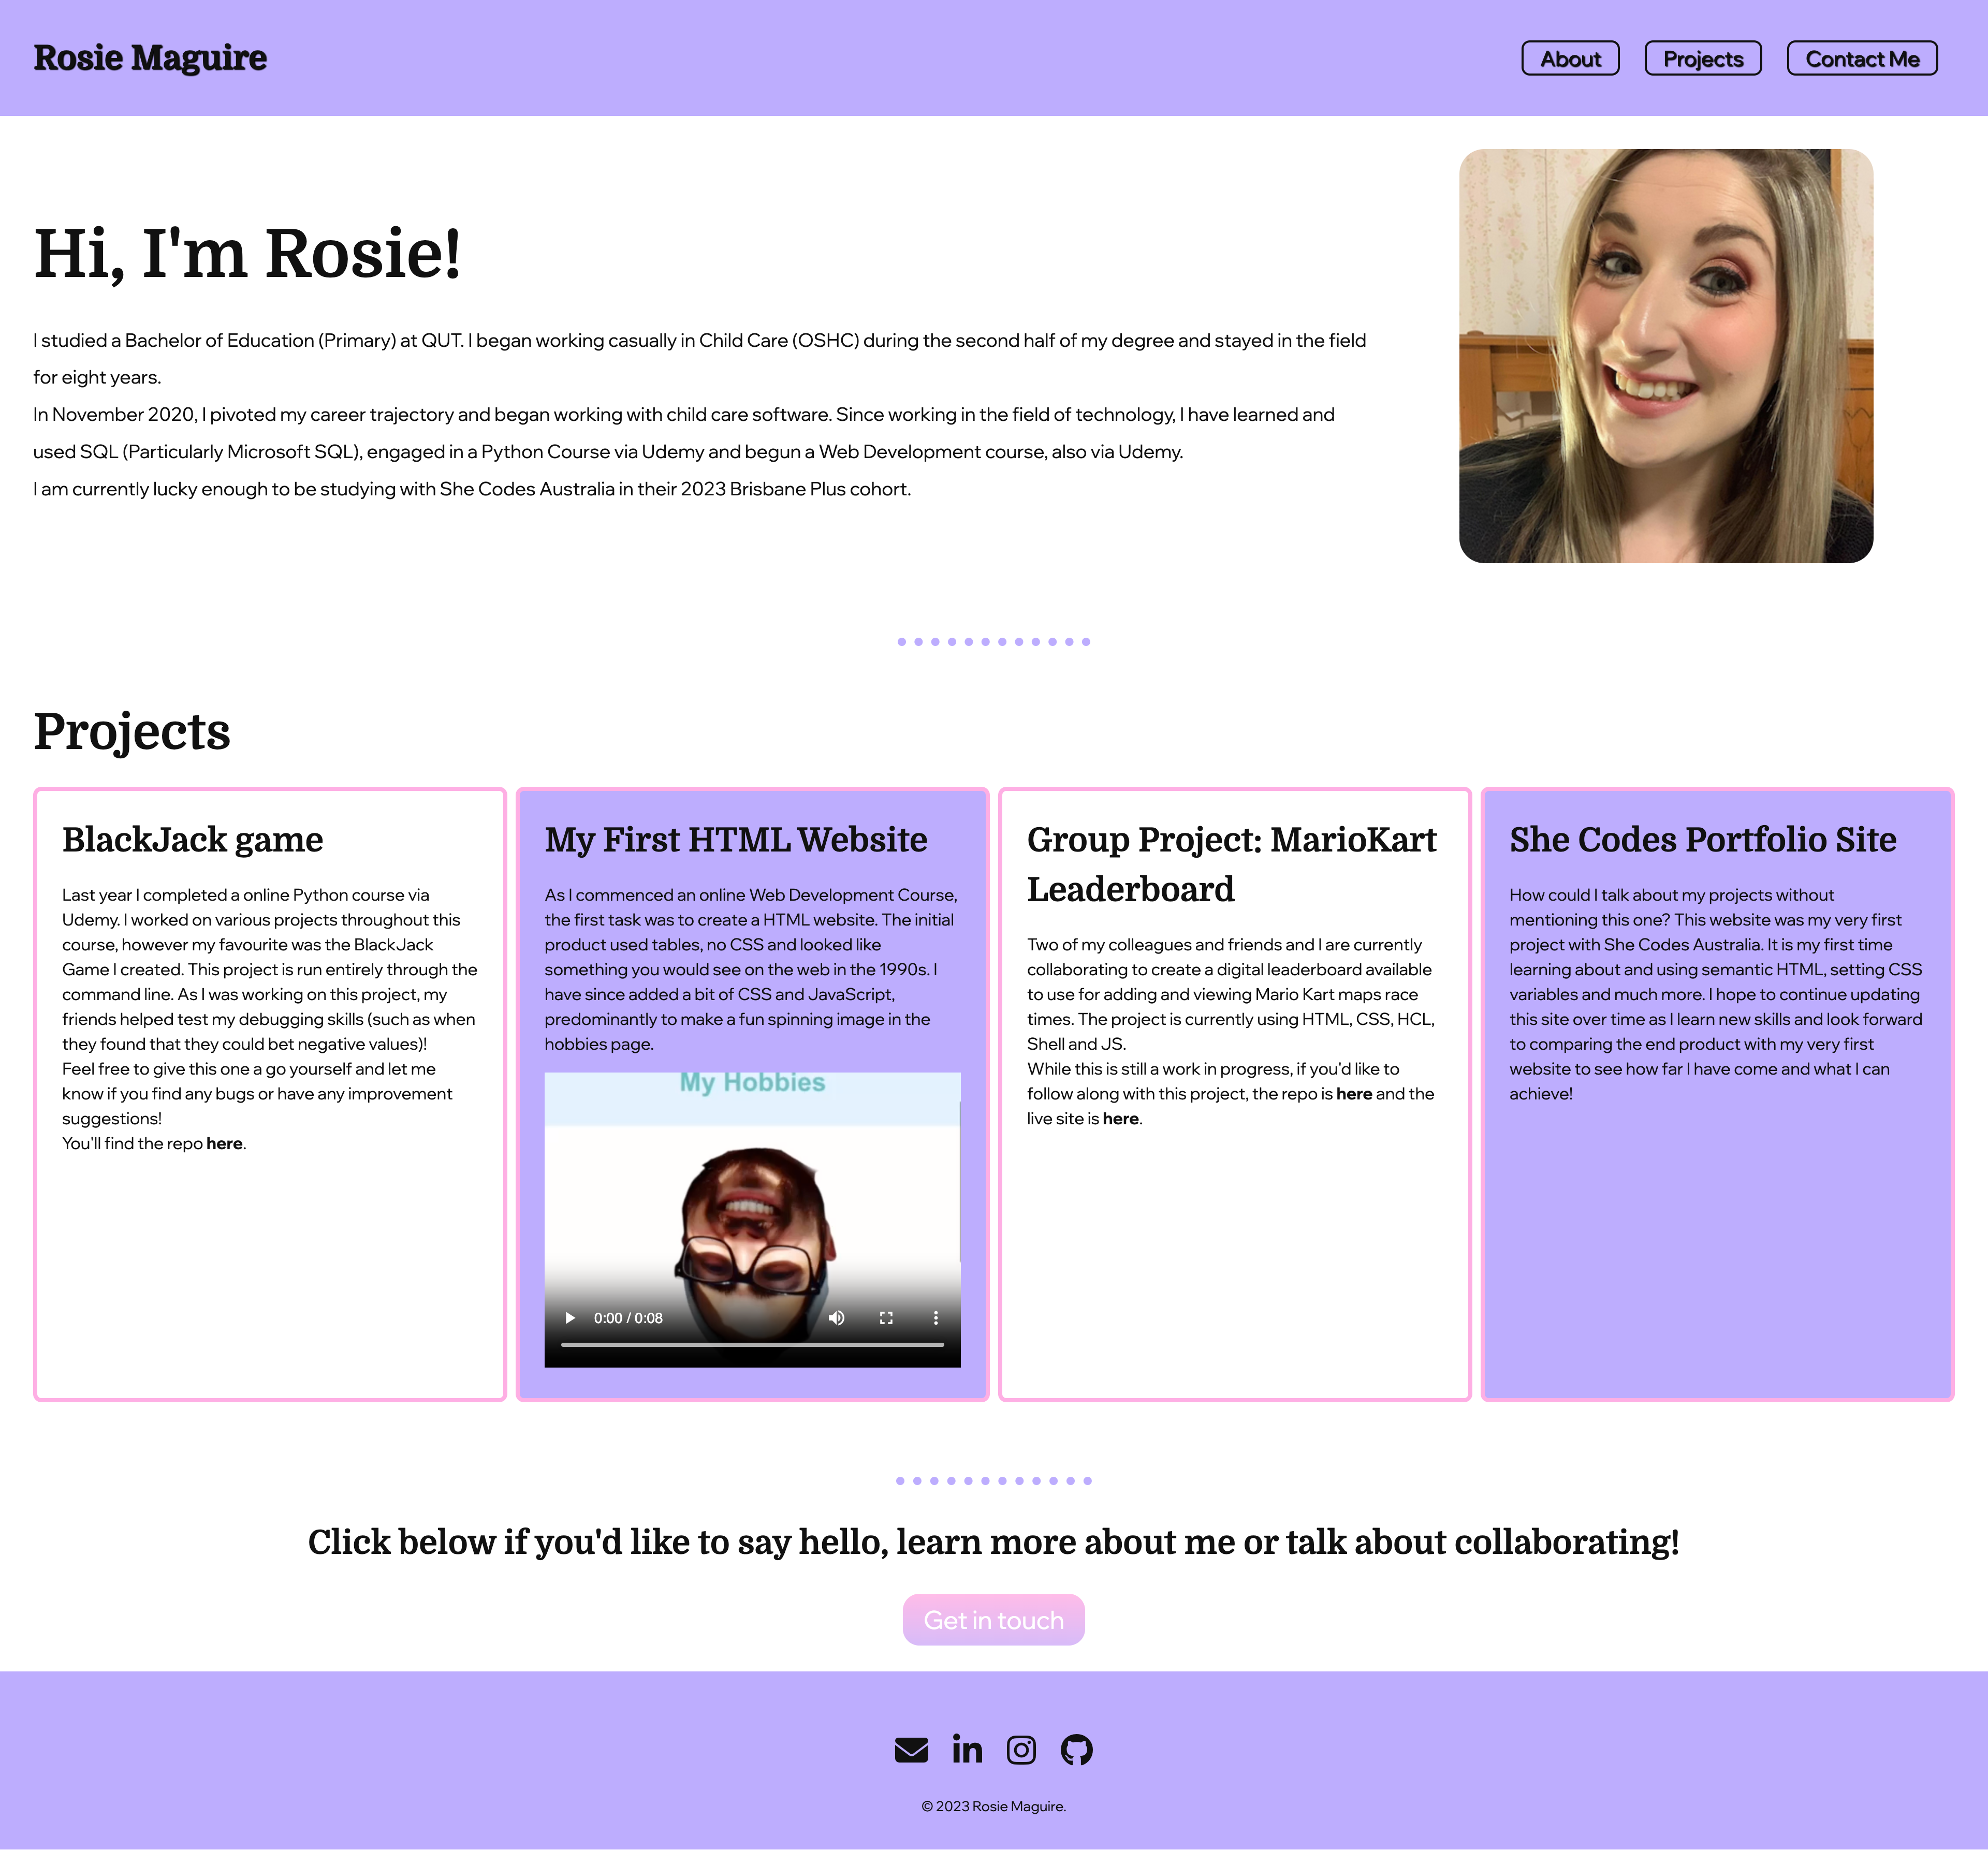 Rosie Maguire
About
Projects
Contact Me
Hi, I'm Rosie!
I studied a Bachelor of Education (Primary) at QUT. I began working casually in Child Care (OSHC) during the second half of my degree and stayed in the field
for eight years.
In November 2020, I pivoted my career trajectory and began working with child care software. Since working in the field of technology, I have learned and
used SQL (Particularly Microsoft SQL), engaged in a Python Course via Udemy and begun a Web Development course, also via Udemy.
I am currently lucky enough to be studying with She Codes Australia in their 2023 Brisbane Plus cohort.
Projects
BlackJack game
Last year I completed a online Python course via
Udemy. I worked on various projects throughout this
course, however my favourite was the BlackJack
Game I created. This project is run entirely through the
command line. As I was working on this project, my
friends helped test my debugging skills (such as when
they found that they could bet negative values)!
Feel free to give this one a go yourself and let me
know if you find any bugs or have any improvement
suggestions!
You'll find the repo here.
My First HTML Website
As I commenced an online Web Development Course,
the first task was to create a HTML website. The initial
product used tables, no CSS and looked like
something you would see on the web in the 1990s. I
have since added a bit of CSS and JavaScript,
predominantly to make a fun spinning image in the
hobbies page.
My Hobbies
0:00 / 0:08
Group Project: MarioKart
Leaderboard
Two of my colleagues and friends and I are currently
collaborating to create a digital leaderboard available
to use for adding and viewing Mario Kart maps race
times. The project is currently using HTML, CSS, HCL,
Shell and JS.
While this is still a work in progress, if you'd like to
follow along with this project, the repo is here and the
live site is here.
She Codes Portfolio Site
How could I talk about my projects without
mentioning this one? This website was my very first
project with She Codes Australia. It is my first time
learning about and using semantic HTML, setting CSS
variables and much more. I hope to continue updating
this site over time as I learn new skills and look forward
to comparing the end product with my very first
website to see how far I have come and what I can
achieve!
Click below if you'd like to say hello, learn more about me or talk about collaborating!
Get in touch
© 2023 Rosie Maguire.